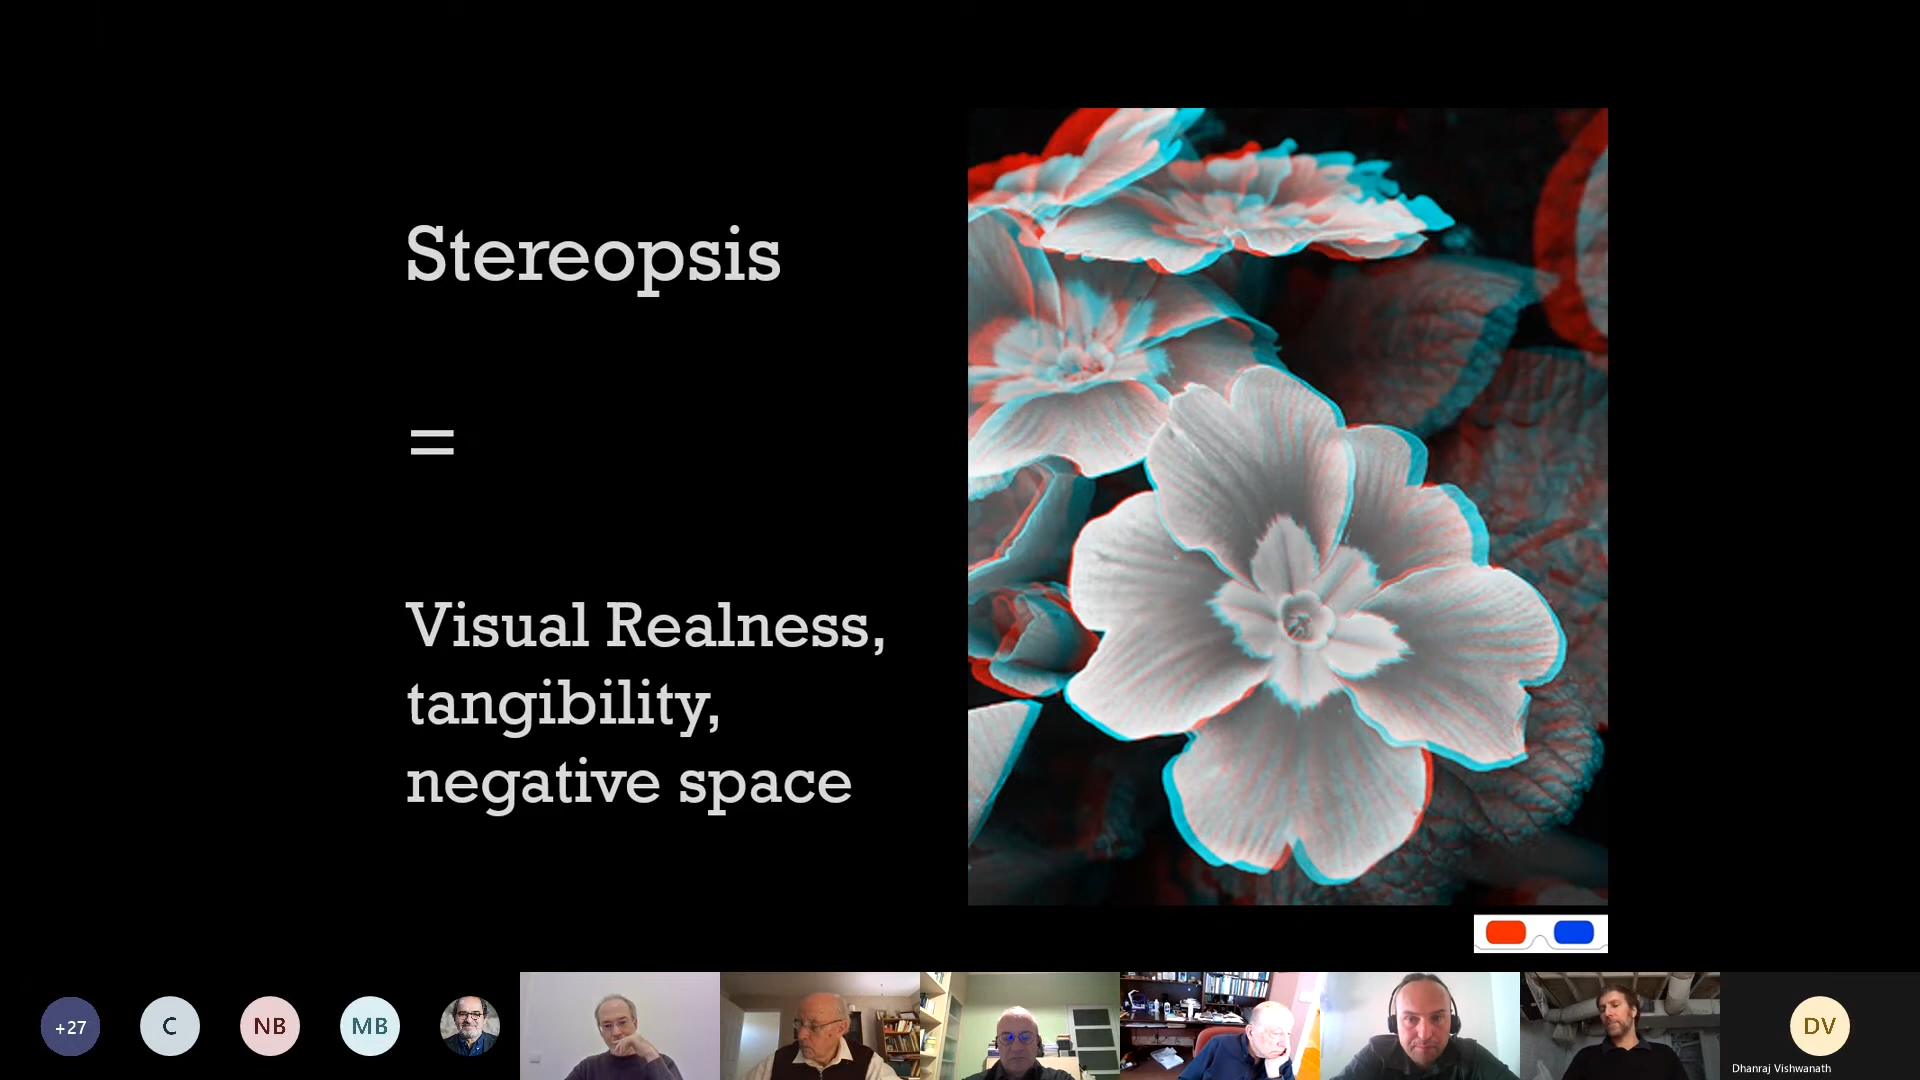 Stereopsis
=
Visual Realness,
tangibility,
negative space
+27
C
NB
MB
DV
Dhanraj Vishwanath